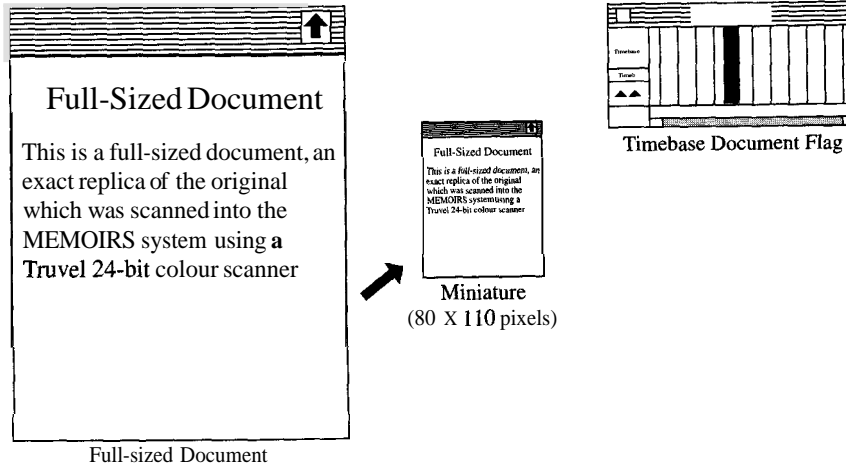 Full-Sized Document
This is a full-sized document, an
exact replica of the original
which was scanned into the
MEMOIRS system using a
Truvel 24-bit colour scanner
Full-sized Document
Full-Sized Document
This is a full-sized document, an
exact replica of the original
which was scanned into the
MEMOIRS system using a
Truvel 24-bit colour scanner
Miniature
(80 X 110 pixels)
Timebase
Timebase Document Flag